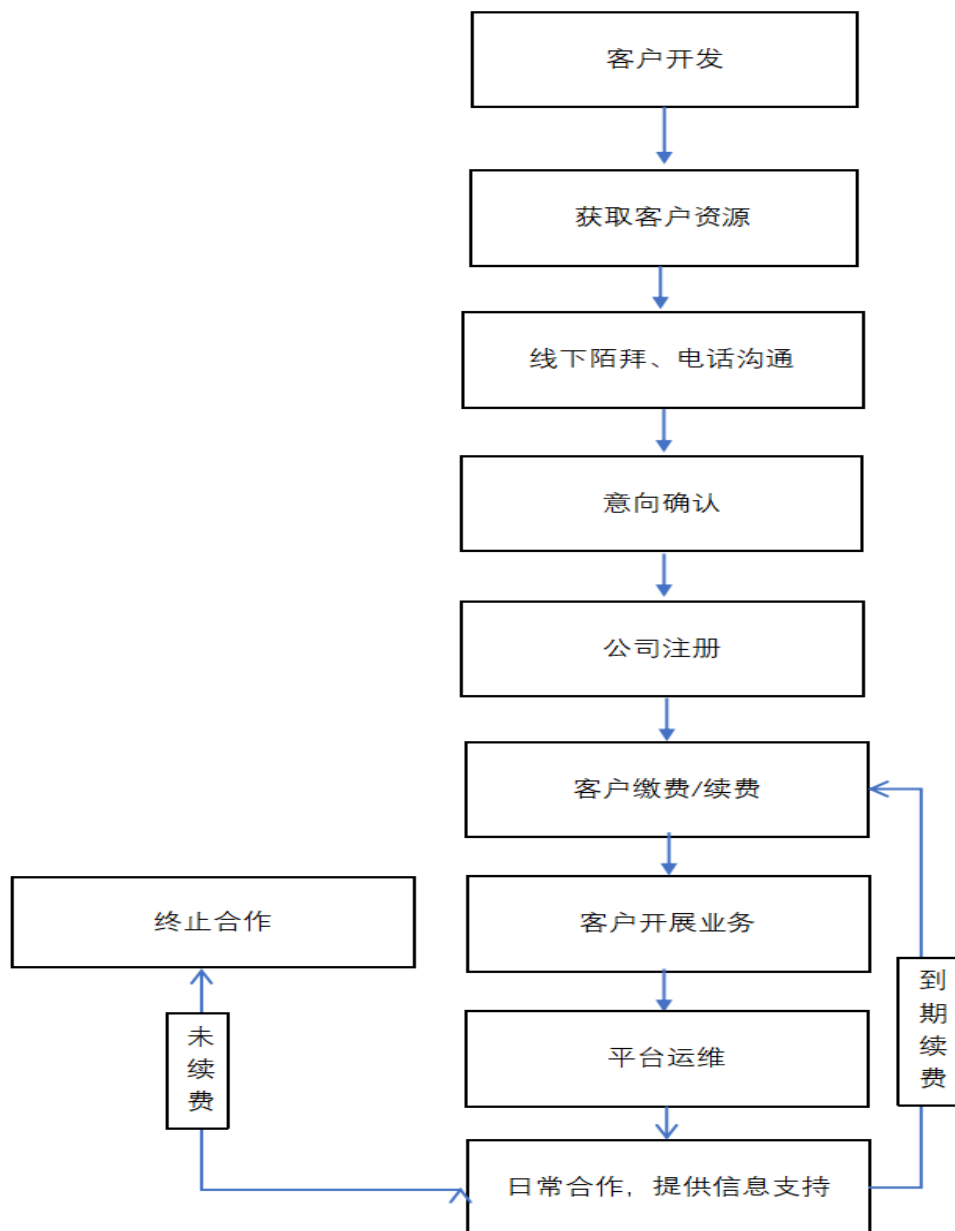 客户开发
获取客户资源
线下陌拜、电话沟通
意向确认
公司注册
客户缴费/续费
终止合作
客户开展业务
到期续费
未续费
平台运维
日常合作，提供信息支持